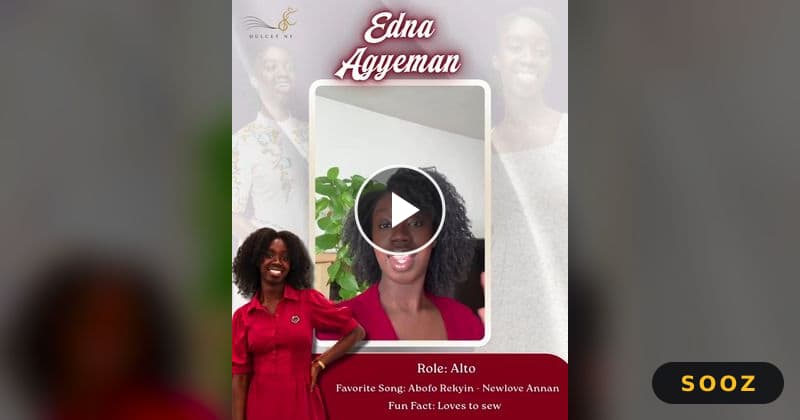 DULCET NY
Edna
Agyeman
Role: Alto
Favorite Song: Abofo Rekyin - Newlove Annan
Fun Fact: Loves to sew
SOOZ